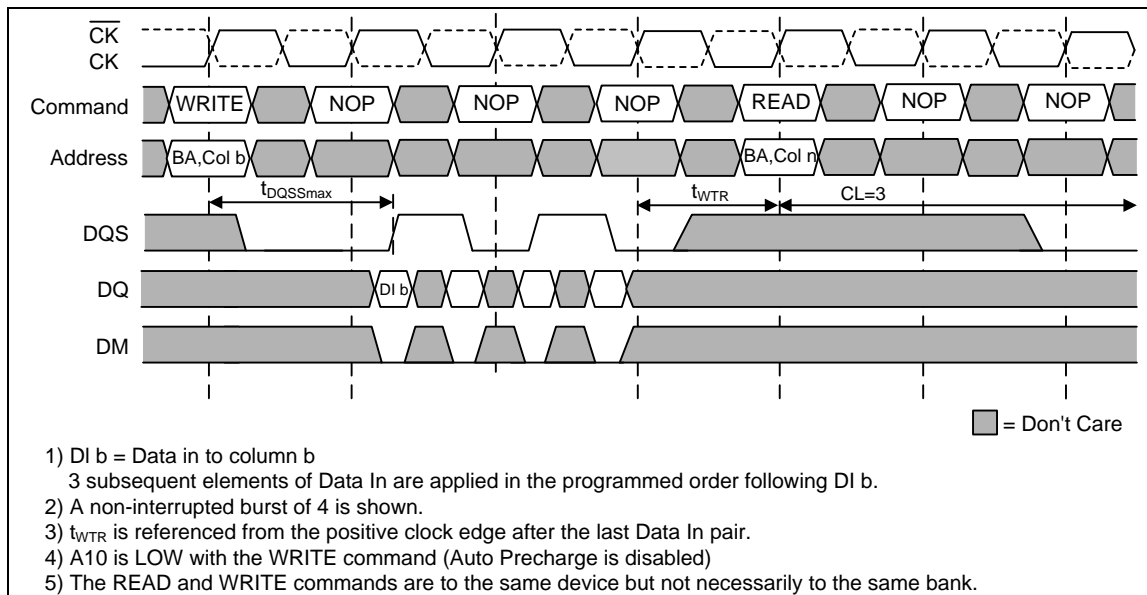 CK
CK
Command WRITE NOP NOP NOP READ NOP NOP
Address BA,Col b BA,Col n
tDQSSmax tWTR CL=3
DQS
DQ DI b
DM
= Don't Care
1) DI b = Data in to column b
3 subsequent elements of Data In are applied in the programmed order following DI b.
2) A non-interrupted burst of 4 is shown.
3) tWTR is referenced from the positive clock edge after the last Data In pair.
4) A10 is LOW with the WRITE command (Auto Precharge is disabled)
5) The READ and WRITE commands are to the same device but not necessarily to the same bank.